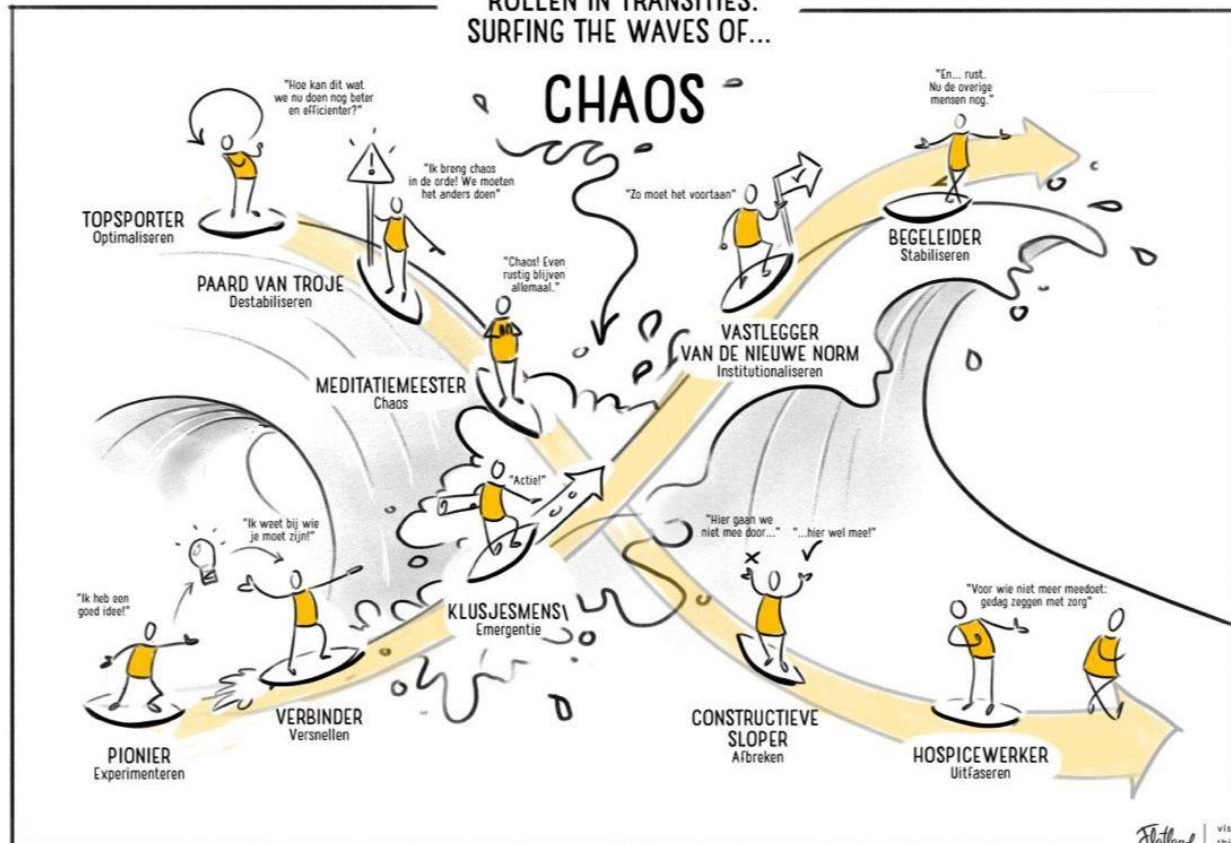 ROLLEN IN TRANSITIES:
SURFING THE WAVES OF...
CHAOS
"Hoe kan dit wat
we nu doen nog beter
en efficienter?"
TOPSPORTER
Optimaliseren
"Ik breng chaos
in de orde! We moeten
het anders doen"
PAARD VAN TROJE
Destabiliseren
"Chaos! Even
rustig blijven
allemaal."
MEDITATIEMEESTER
Chaos
"En... rust.
Nu de overige
mensen nog."
BEGELEIDER
Stabiliseren
"Zo moet het voortaan"
VASTLEGGER
VAN DE NIEUWE NORM
Institutionaliseren
"Ik heb een
goed idee!"
PIONIER
Experimenteren
"Ik weet bij wie
je moet zijn!"
VERBINDER
Versnellen
"Actie!"
KLUSJESMENS
Emergentie
"Hier gaan we
niet mee door..."
"...hier wel mee!"
CONSTRUCTIEVE
SLOPER
Afbreken
"Voor wie niet meer meedoet:
gedag zeggen met zorg"
HOSPICEWERKER
Uitfaseren
Flatland